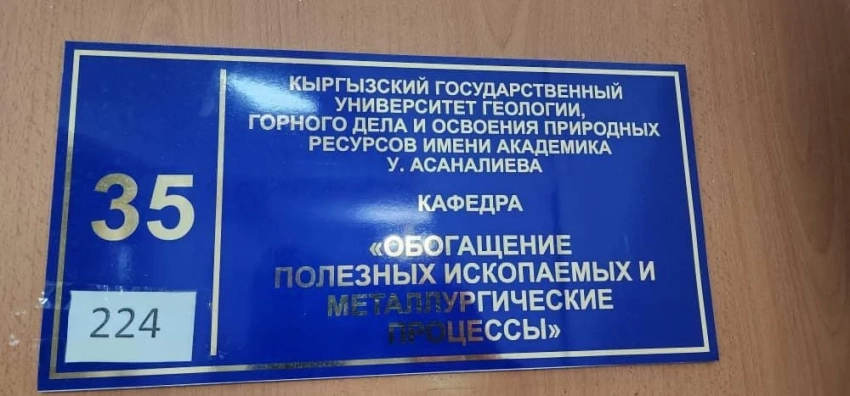 35
224
КЫРГЫЗСКИЙ ГОСУДАРСТВЕННЫЙ
УНИВЕРСИТЕТ ГЕОЛОГИИ,
ГОРНОГО ДЕЛА И ОСВОЕНИЯ ПРИРОДНЫХ
РЕСУРСОВ ИМЕНИ АКАДЕМИКА
У. АСАНАЛИЕВА
КАФЕДРА
«ОБОГАЩЕНИЕ
ПОЛЕЗНЫХ ИСКОПАЕМЫХ И
МЕТАЛЛУРГИЧЕСКИЕ
ПРОЦЕССЫ»